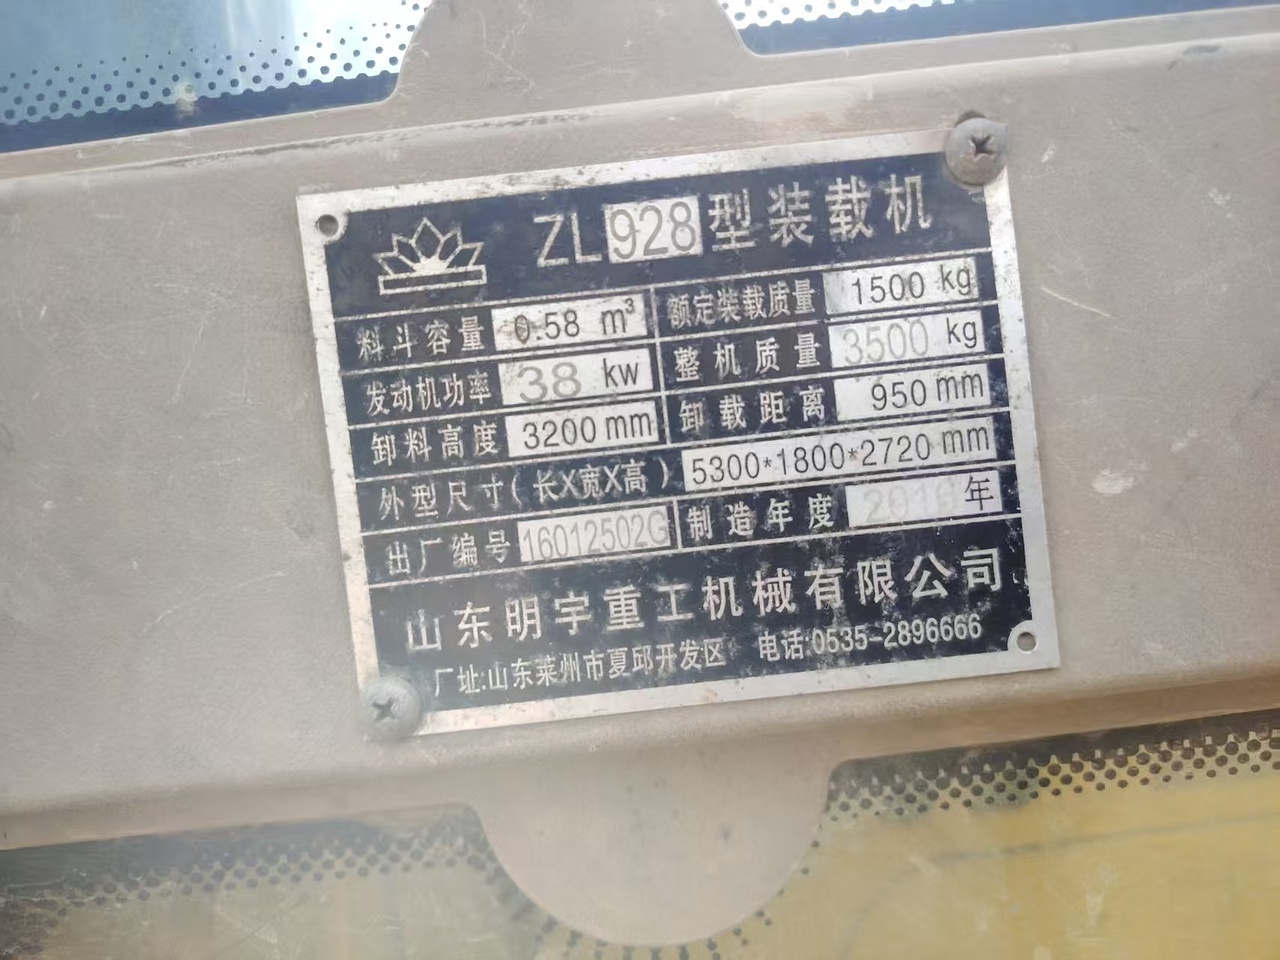 ZL928型装载机
料斗容量 0.58 m³ 额定装载质量 1500 kg
发动机功率 38 kw 整机质量 3500 kg
卸料高度 3200 mm 卸载距离 950 mm
外型尺寸(长X宽X高) 5300*1800*2720 mm
出厂编号 16012502G 制造年度 2016年
山东明宇重工机械有限公司
厂址:山东莱州市夏邱开发区 电话:0535-2896666